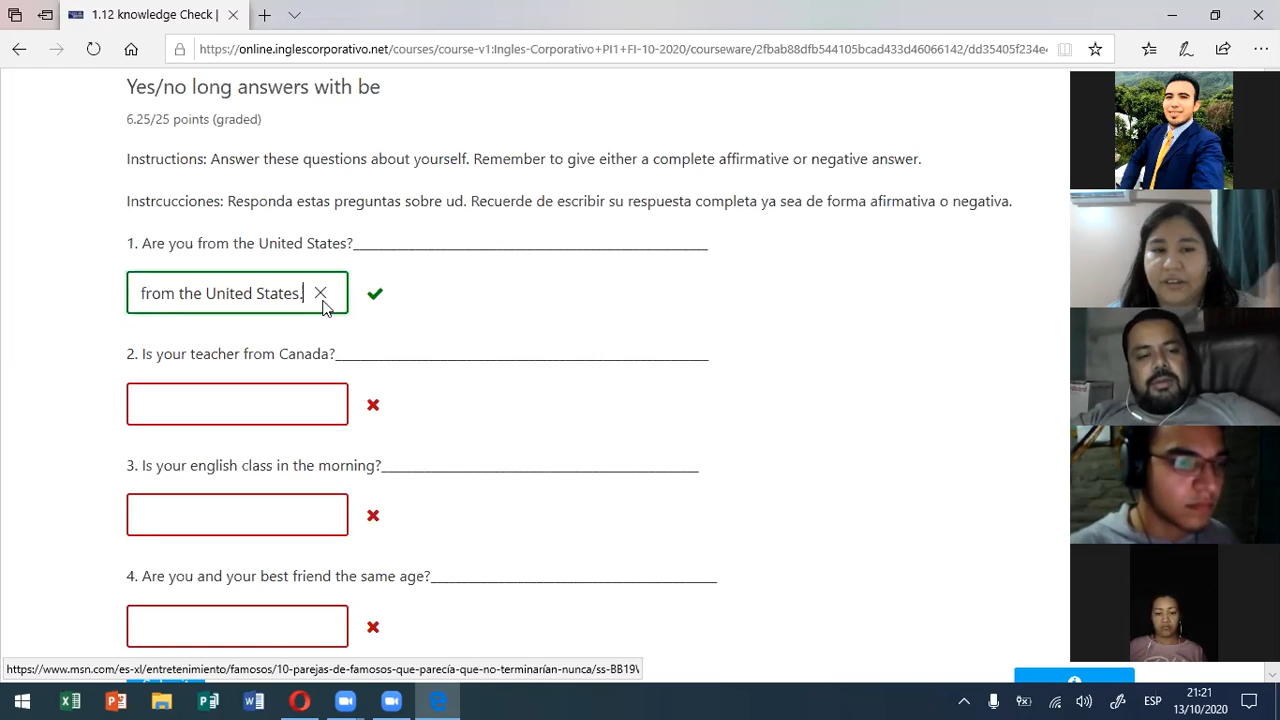 1.12 knowledge Check |
https://online.inglescorporativo.net/courses/course-v1:Ingles-Corporativo+PI1+FI-10-2020/courseware/2fbab88dfb544105bcad433d46066142/dd35405f234e
Yes/no long answers with be
6.25/25 points (graded)
Instructions: Answer these questions about yourself. Remember to give either a complete affirmative or negative answer.
Instrucciones: Responda estas preguntas sobre ud. Recuerde de escribir su respuesta completa ya sea de forma afirmativa o negativa.
1. Are you from the United States?
from the United States.
2. Is your teacher from Canada?
3. Is your english class in the morning?
4. Are you and your best friend the same age?
https://www.msn.com/es-xl/entretenimiento/famosos/10-parejas-de-famosos-que-parecía-que-no-terminarían-nunca/ss-BB19
ESP
21:21
13/10/2020